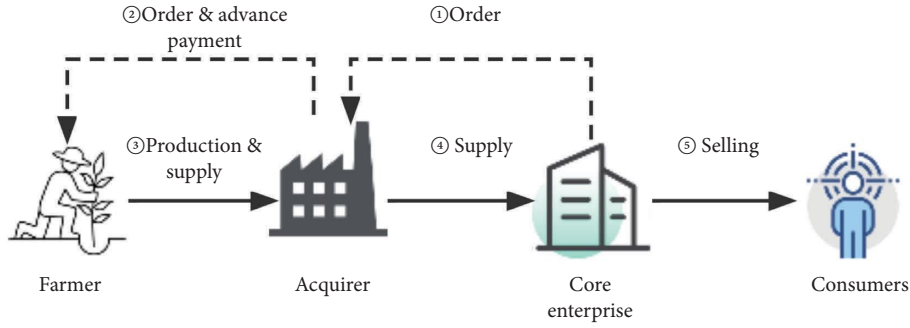 ②Order & advance
payment
①Order
③Production &
supply
④ Supply
⑤ Selling
Farmer
Acquirer
Core
enterprise
Consumers